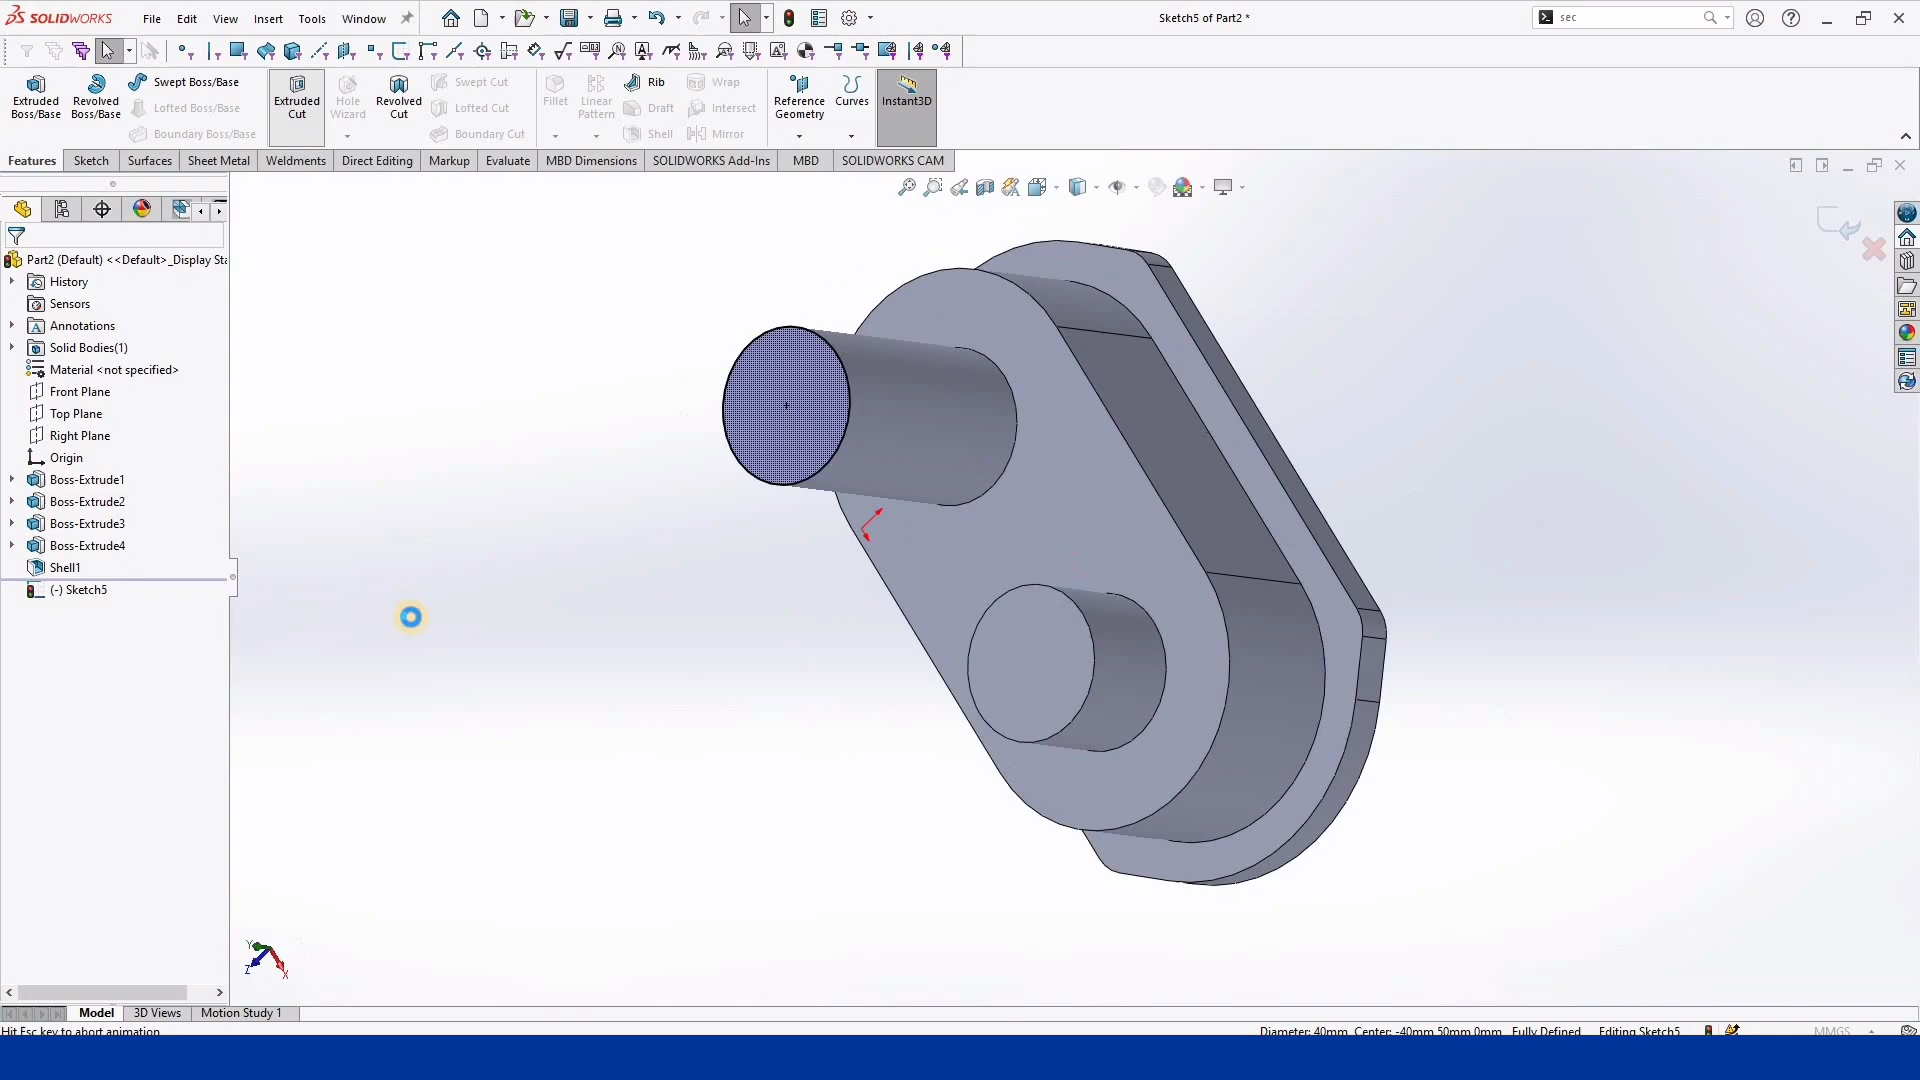 SOLIDWORKS
File Edit View Insert Tools Window
Sketch5 of Part2 *
sec
Extruded Boss/Base
Revolved Boss/Base
Swept Boss/Base
Lofted Boss/Base
Boundary Boss/Base
Extruded Cut
Hole Wizard
Revolved Cut
Swept Cut
Lofted Cut
Boundary Cut
Fillet
Linear Pattern
Rib
Draft
Shell
Wrap
Intersect
Mirror
Reference Geometry
Curves
Instant3D
Features Sketch Surfaces Sheet Metal Weldments Direct Editing Markup Evaluate MBD Dimensions SOLIDWORKS Add-Ins MBD SOLIDWORKS CAM
Part2 (Default) <<Default>_Display Sta
History
Sensors
Annotations
Solid Bodies(1)
Material <not specified>
Front Plane
Top Plane
Right Plane
Origin
Boss-Extrude1
Boss-Extrude2
Boss-Extrude3
Boss-Extrude4
Shell1
(-) Sketch5
Y
Z
X
Model 3D Views Motion Study 1
Hit Esc key to abort animation
Diameter: 40mm Center: -40mm,50mm,0mm Fully Defined Editing Sketch5 MMGS